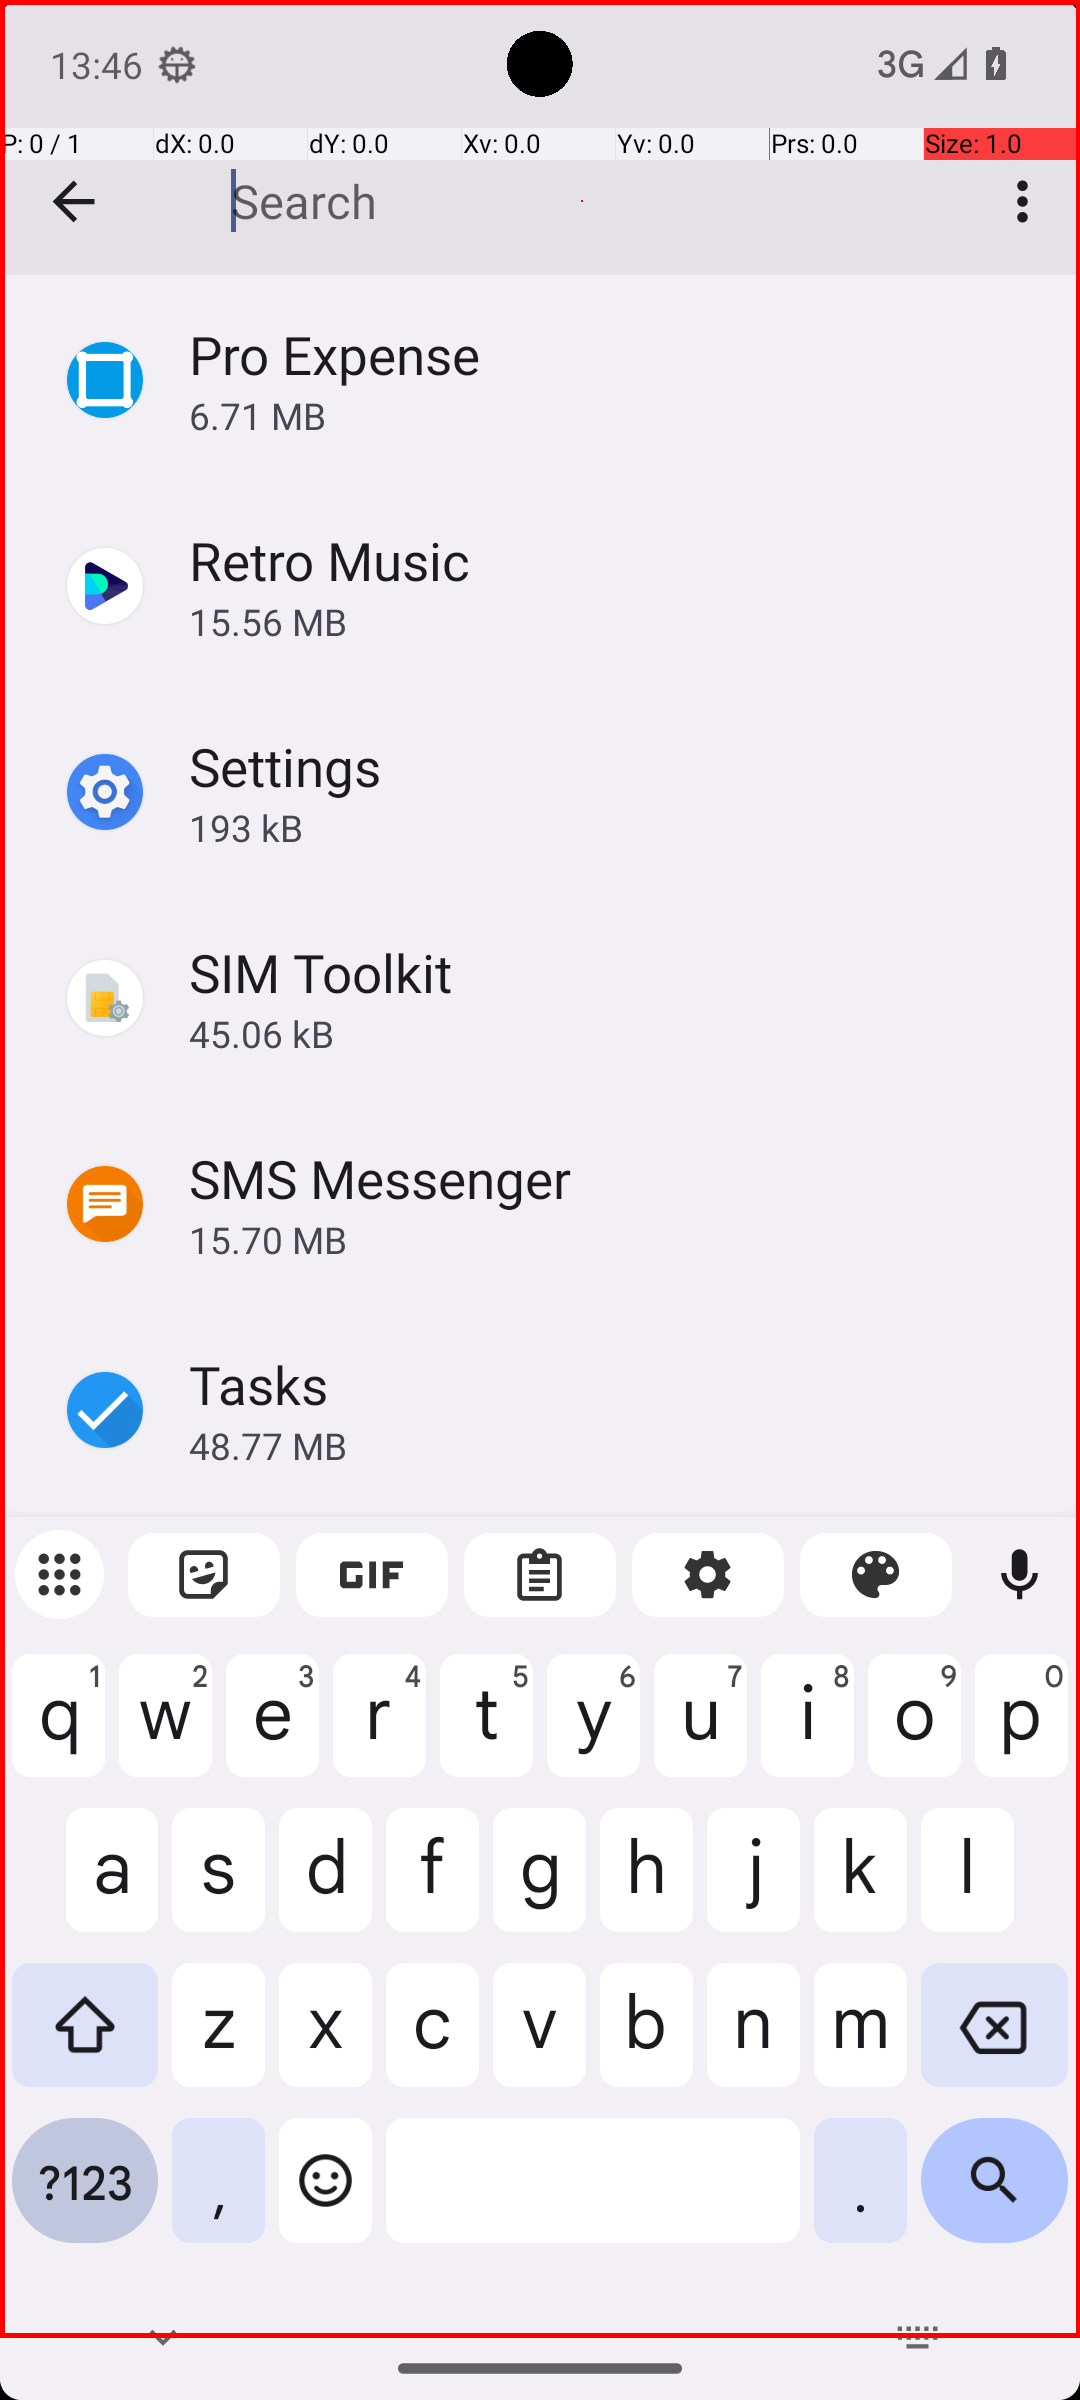 13:46
3G
P: 0 / 1
dX: 0.0
dY: 0.0
Xv: 0.0
Yv: 0.0
Prs: 0.0
Size: 1.0
Search
Pro Expense
6.71 MB
Retro Music
15.56 MB
Settings
193 kB
SIM Toolkit
45.06 kB
SMS Messenger
15.70 MB
Tasks
48.77 MB
GIF
q 1 w 2 e 3 r 4 t 5 y 6 u 7 i 8 o 9 p 0
a s d f g h j k l
z x c v b n m
?123 , .